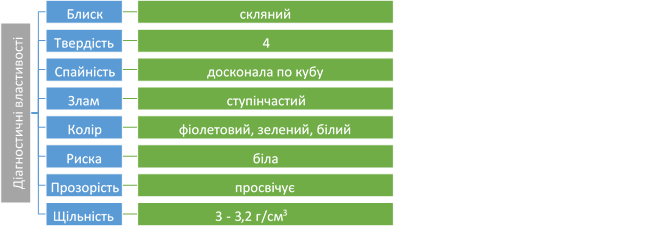 Діагностичні властивості
Блиск скляний
Твердість 4
Спайність досконала по кубу
Злам ступінчастий
Колір фіолетовий, зелений, білий
Риска біла
Прозорість просвічує
Щільність 3 - 3,2 г/см³